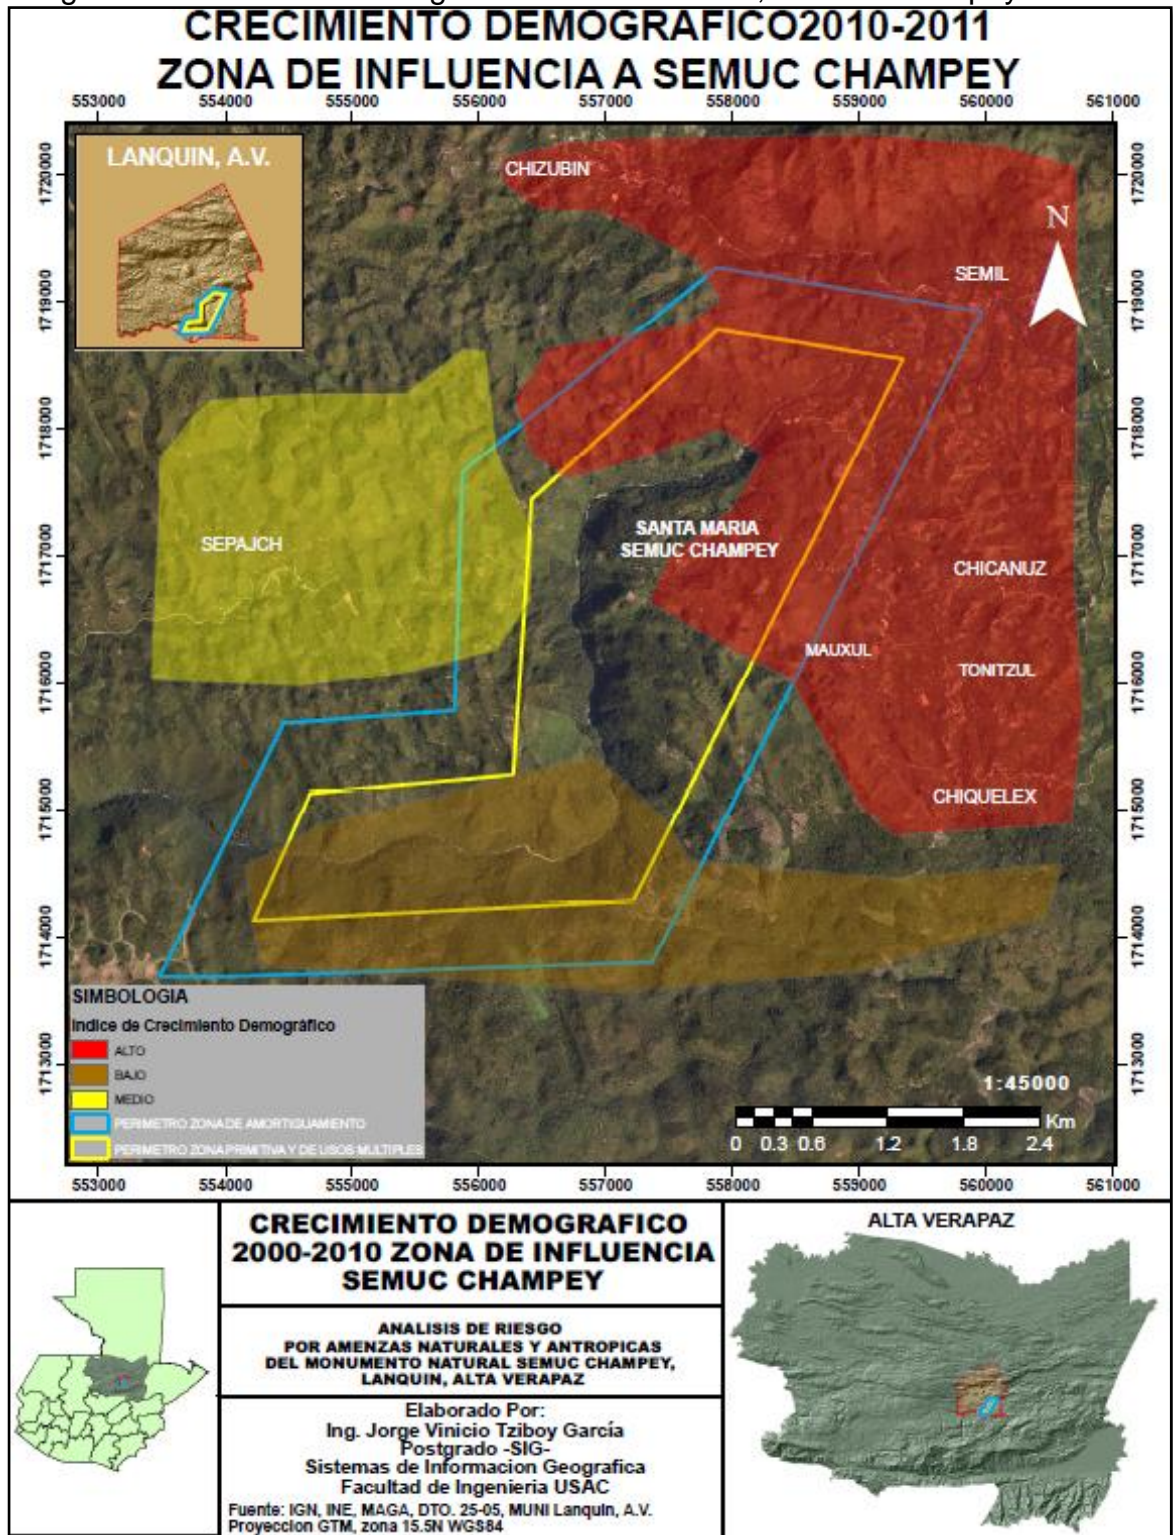 CRECIMIENTO DEMOGRAFICO2010-2011
ZONA DE INFLUENCIA A SEMUC CHAMPEY
553000 554000 555000 556000 557000 558000 559000 560000 561000
1720000
1719000
1718000
1717000
1716000
1715000
1714000
1713000
LANQUIN, A.V.
CHIZUBIN
N
SEMIL
SEPAJCH
SANTA MARIA
SEMUC CHAMPEY
CHICANUZ
MAUXUL
TONITZUL
CHIQUELEX
1720000
1719000
1718000
1717000
1716000
1715000
1714000
1713000
SIMBOLOGIA
Indice de Crecimiento Demográfico
ALTO
BAJO
MEDIO
PERIMETRO ZONA DE AMORTIGUAMIENTO
PERIMETRO ZONA PRIMITIVA Y DE USOS MULTIPLES
1:45000
Km
0 0.3 0.6 1.2 1.8 2.4
553000 554000 555000 556000 557000 558000 559000 560000 561000
CRECIMIENTO DEMOGRAFICO
2000-2010 ZONA DE INFLUENCIA
SEMUC CHAMPEY
ANALISIS DE RIESGO
POR AMENZAS NATURALES Y ANTROPICAS
DEL MONUMENTO NATURAL SEMUC CHAMPEY,
LANQUIN, ALTA VERAPAZ
Elaborado Por:
Ing. Jorge Vinicio Tziboy García
Postgrado -SIG-
Sistemas de Informacion Geografica
Facultad de Ingenieria USAC
Fuente: IGN, INE, MAGA, DTO. 25-05, MUNI Lanquin, A.V.
Proyeccion GTM, zona 15.5N WGS84
ALTA VERAPAZ